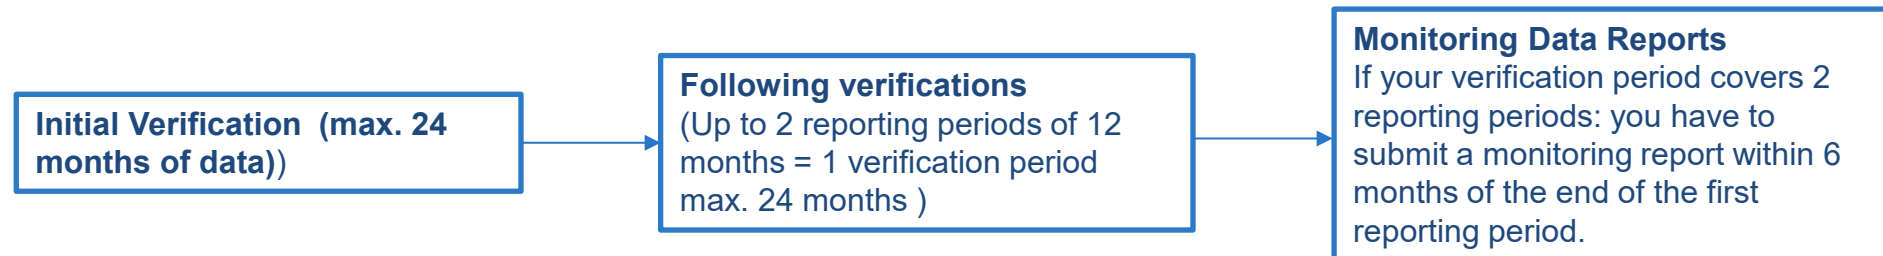 Initial Verification (max. 24
months of data))
Following verifications
(Up to 2 reporting periods of 12
months = 1 verification period
max. 24 months )
Monitoring Data Reports
If your verification period covers 2
reporting periods: you have to
submit a monitoring report within 6
months of the end of the first
reporting period.